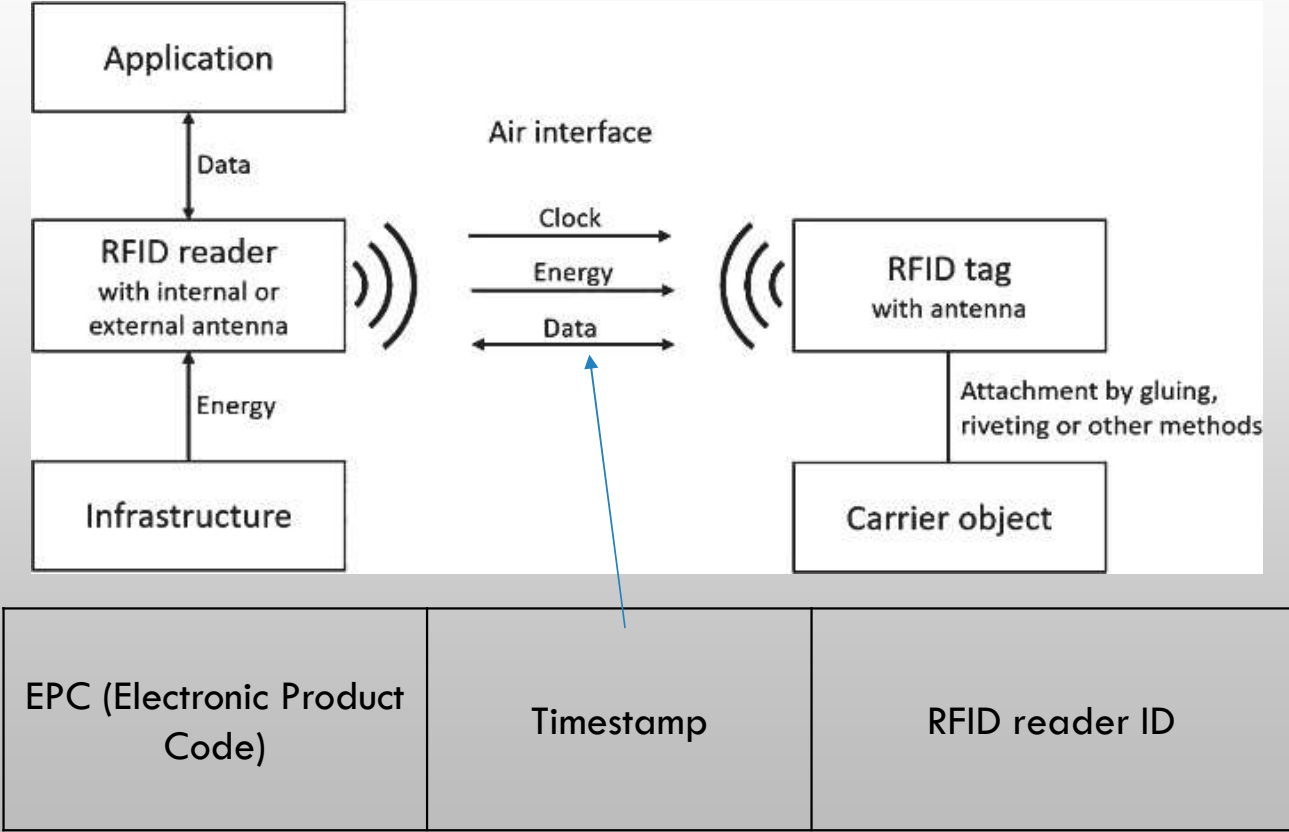 Application
Data
Air interface
RFID reader
with internal or
external antenna
Clock
Energy
Data
RFID tag
with antenna
Energy
Attachment by gluing,
riveting or other methods
Infrastructure
Carrier object
EPC (Electronic Product
Code)
Timestamp
RFID reader ID